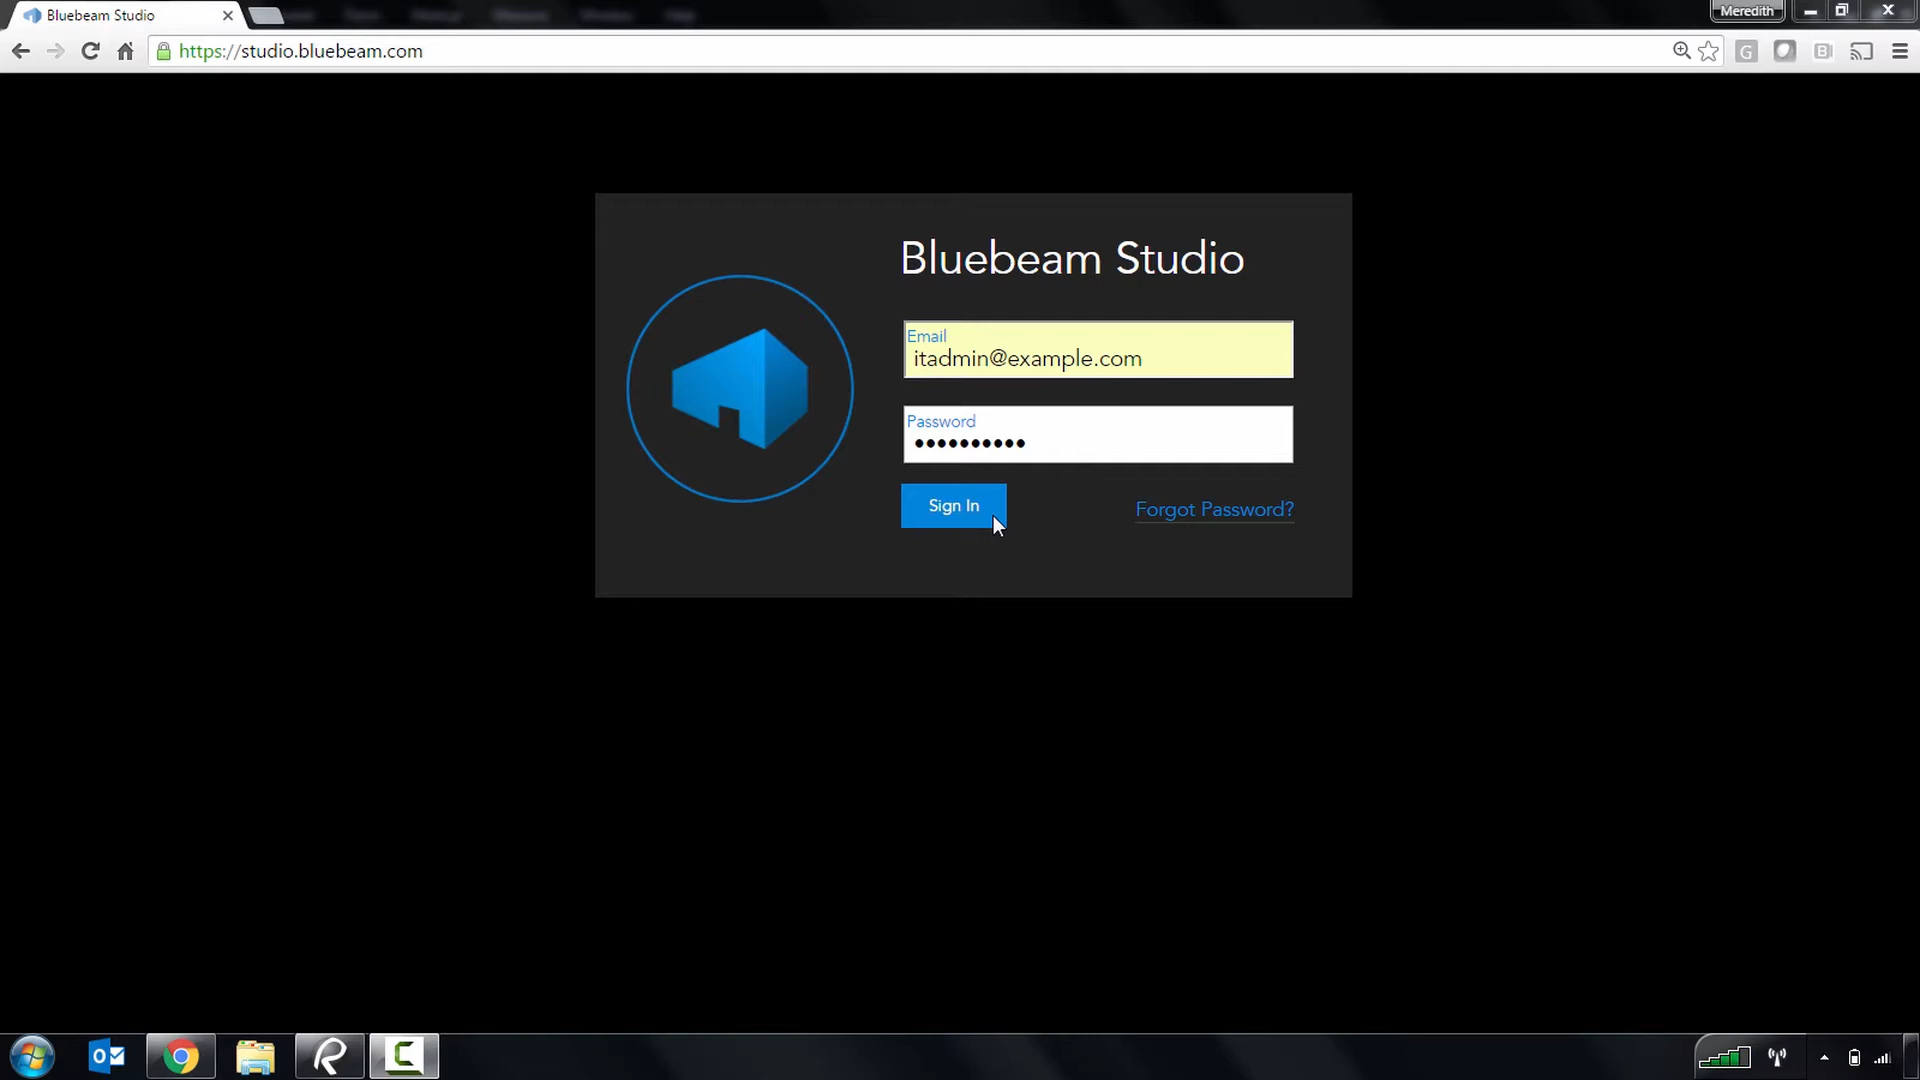 Bluebeam Studio
Meredith
https://studio.bluebeam.com
Bluebeam Studio
Email
itadmin@example.com
Password
Sign In
Forgot Password?